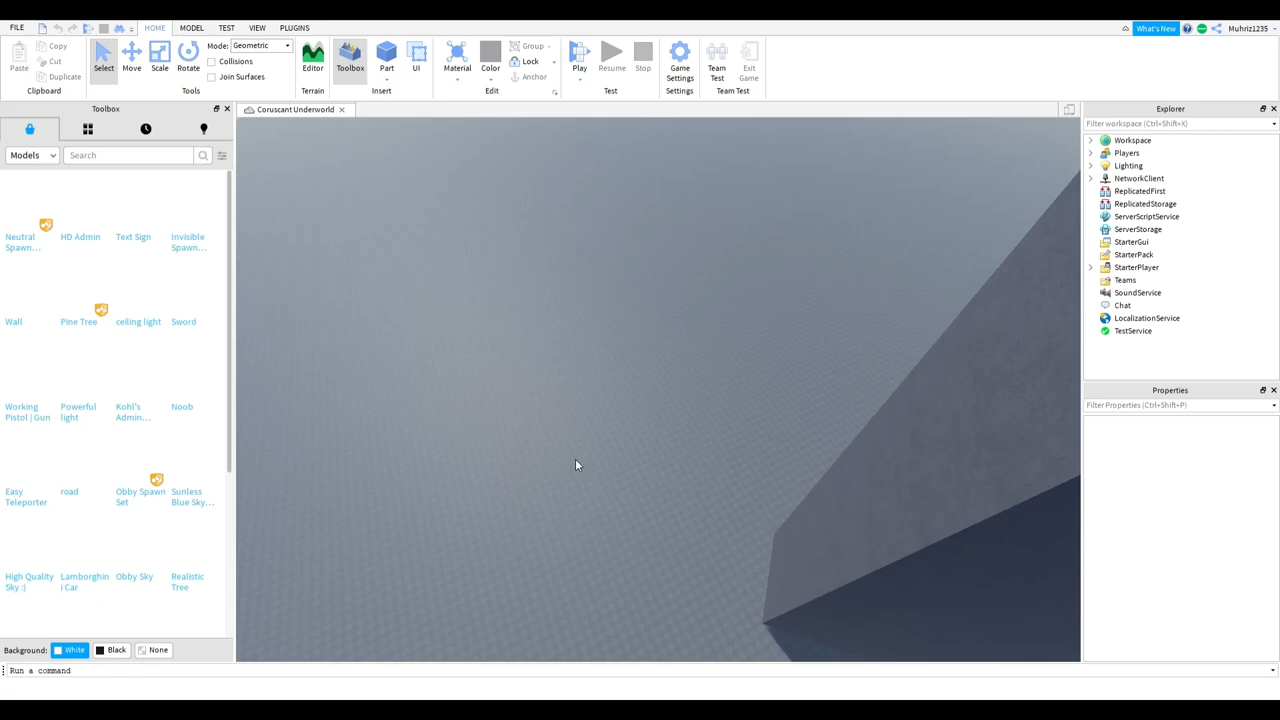 FILE
HOME
MODEL
TEST
VIEW
PLUGINS
What's New
Muhriz1235
Paste
Copy
Cut
Duplicate
Clipboard
Select
Move
Scale
Rotate
Mode: Geometric
Collisions
Join Surfaces
Tools
Editor
Terrain
Toolbox
Part
UI
Insert
Material
Color
Group
Lock
Anchor
Edit
Play
Resume
Stop
Test
Game
Settings
Settings
Team
Test
Exit
Game
Team Test
Toolbox
Models
Search
Neutral
Spawn...
HD Admin
Text Sign
Invisible
Spawn...
Wall
Pine Tree
ceiling light
Sword
Working
Pistol | Gun
Powerful
light
Kohl's
Admin...
Noob
Easy
Teleporter
road
Obby Spawn
Set
Sunless
Blue Sky...
High Quality
Sky :)
Lamborghin
i Car
Obby Sky
Realistic
Tree
Background: White Black None
Run a command
Coruscant Underworld
Explorer
Filter workspace (Ctrl+Shift+X)
Workspace
Players
Lighting
NetworkClient
ReplicatedFirst
ReplicatedStorage
ServerScriptService
ServerStorage
StarterGui
StarterPack
StarterPlayer
Teams
SoundService
Chat
LocalizationService
TestService
Properties
Filter Properties (Ctrl+Shift+P)